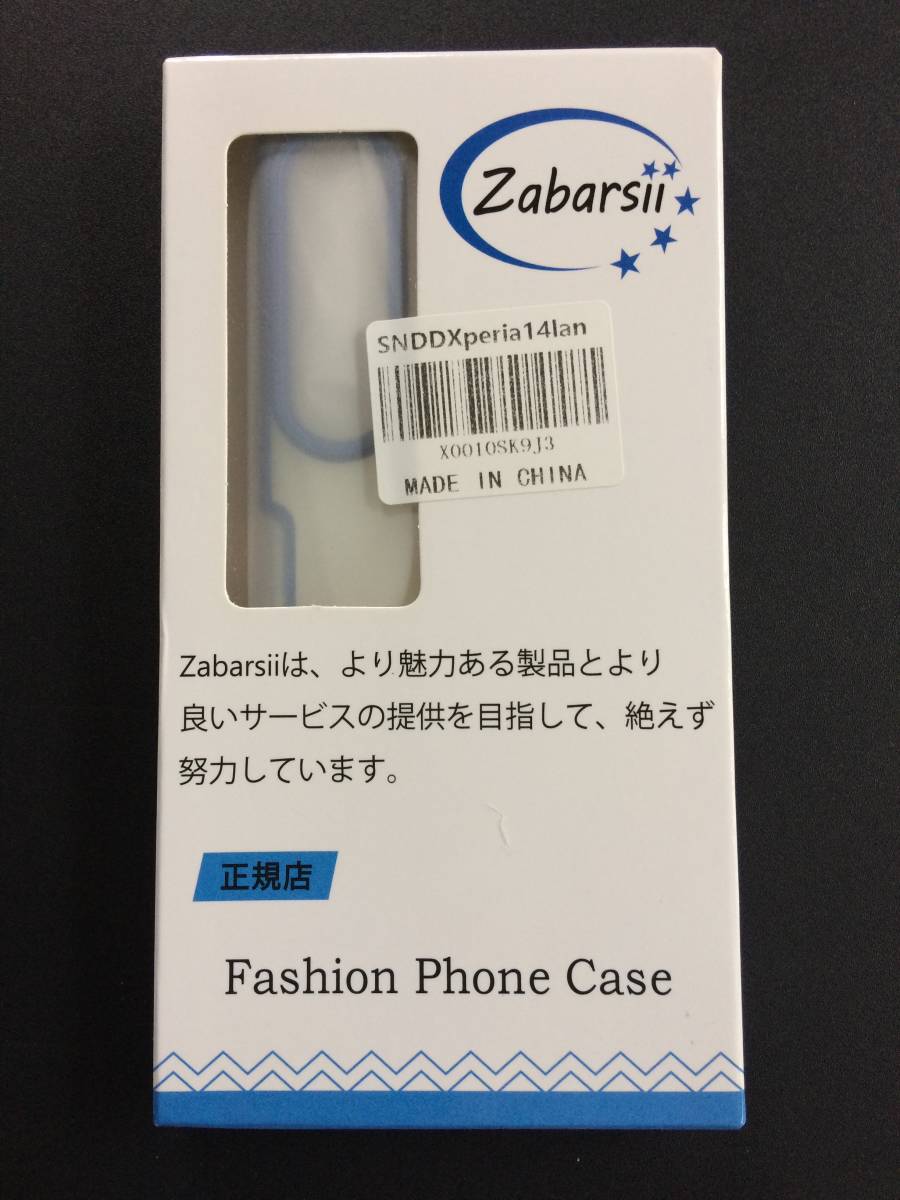 Zabarsii
SNDDXperia14lan
X0010SK9J3
MADE IN CHINA
Zabarsiiは、より魅力ある製品とより
良いサービスの提供を目指して、絶えず
努力しています。
正規店
Fashion Phone Case